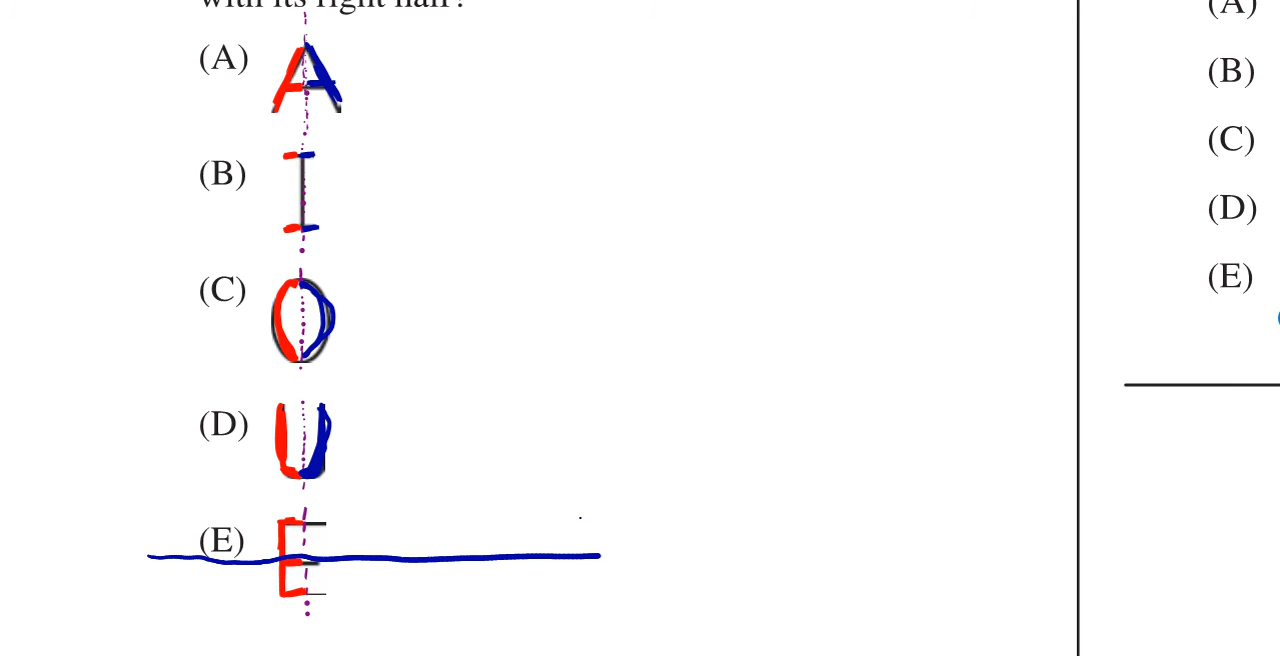 with its right half?
(A) A
(B) I
(C) O
(D) U
(E) E
(A)
(B)
(C)
(D)
(E)